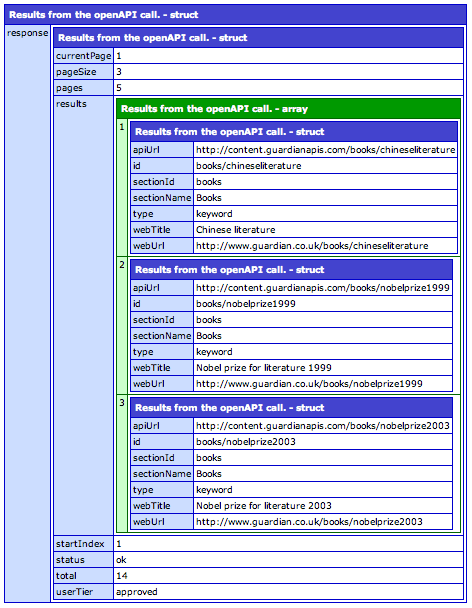 Results from the openAPI call. - struct
response
Results from the openAPI call. - struct
currentPage 1
pageSize 3
pages 5
results
Results from the openAPI call. - array
1
Results from the openAPI call. - struct
apiUrl http://content.guardianapis.com/books/chineseliterature
id books/chineseliterature
sectionId books
sectionName Books
type keyword
webTitle Chinese literature
webUrl http://www.guardian.co.uk/books/chineseliterature
2
Results from the openAPI call. - struct
apiUrl http://content.guardianapis.com/books/nobelprize1999
id books/nobelprize1999
sectionId books
sectionName Books
type keyword
webTitle Nobel prize for literature 1999
webUrl http://www.guardian.co.uk/books/nobelprize1999
3
Results from the openAPI call. - struct
apiUrl http://content.guardianapis.com/books/nobelprize2003
id books/nobelprize2003
sectionId books
sectionName Books
type keyword
webTitle Nobel prize for literature 2003
webUrl http://www.guardian.co.uk/books/nobelprize2003
startIndex 1
status ok
total 14
userTier approved